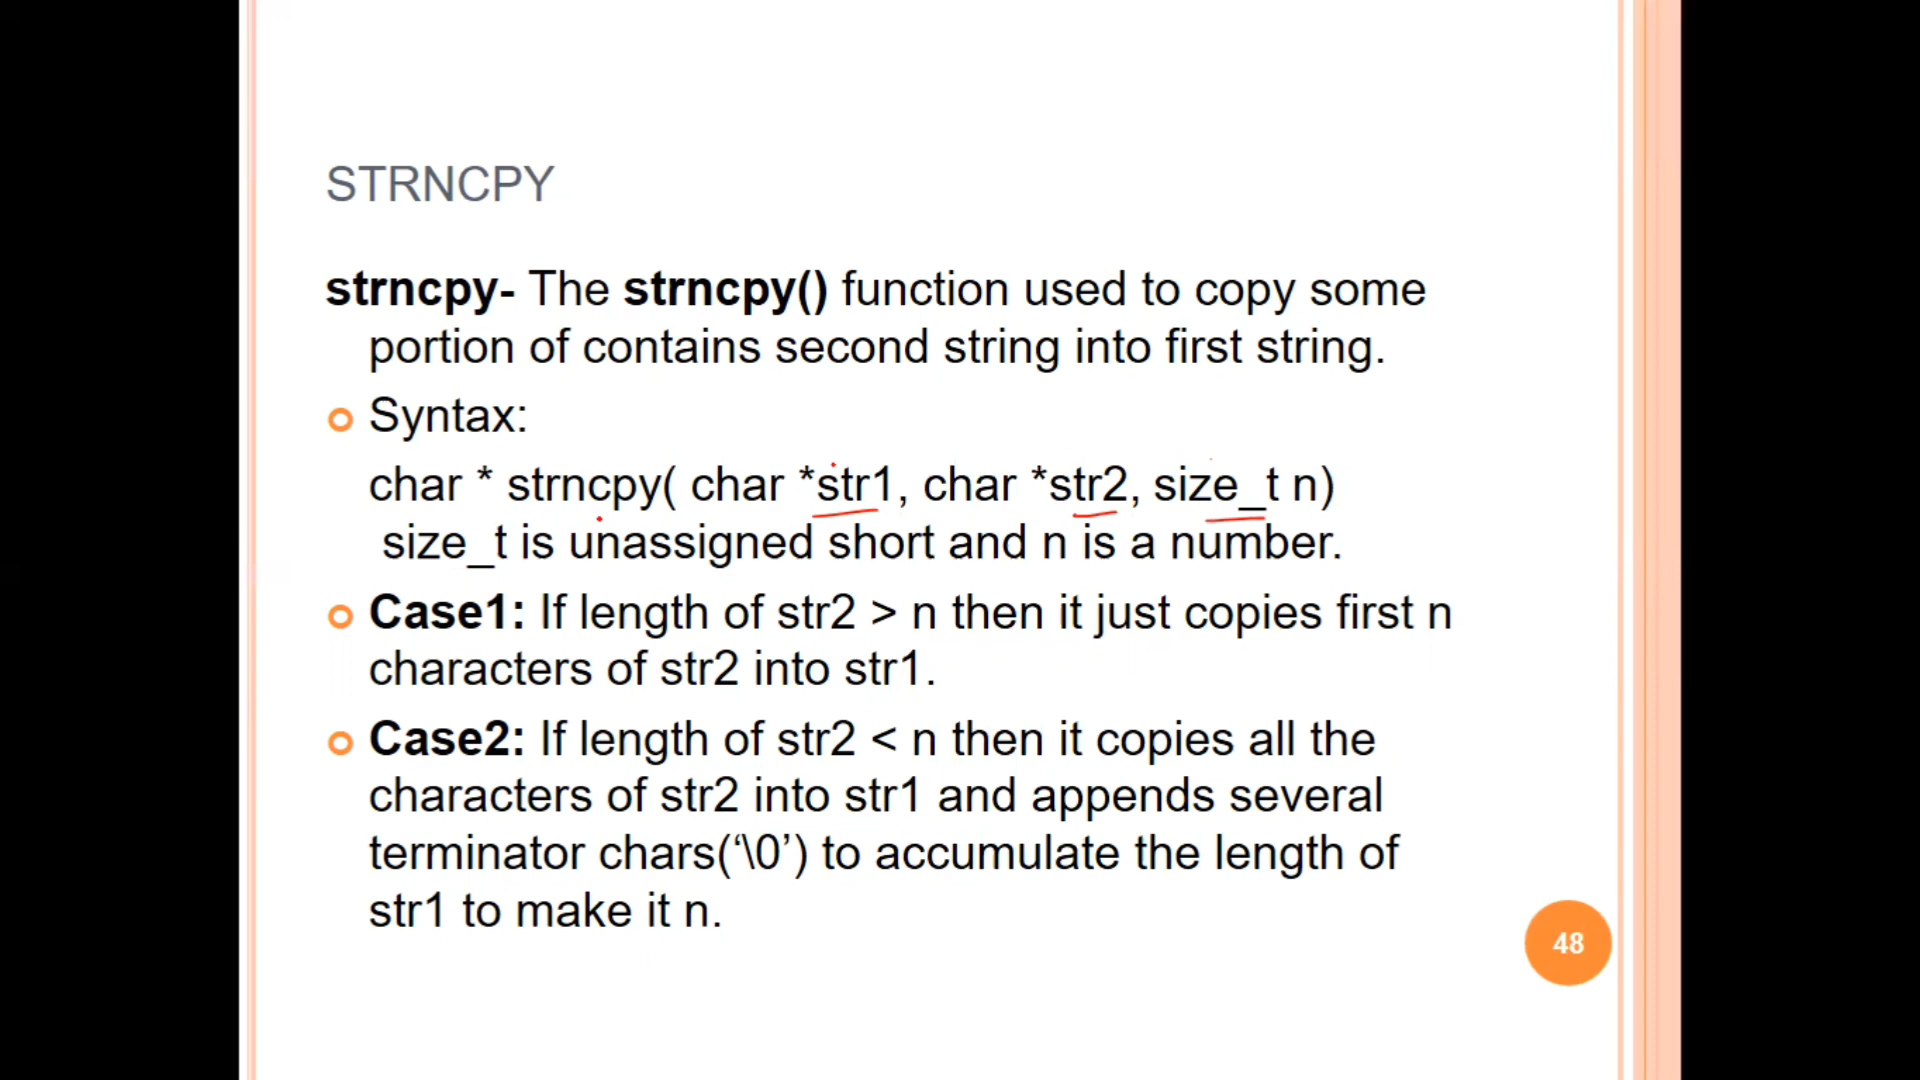 STRNCPY
strncpy- The strncpy() function used to copy some
portion of contains second string into first string.
Syntax:
char * strncpy( char *str1, char *str2, size_t n)
size_t is unassigned short and n is a number.
Case1: If length of str2 > n then it just copies first n
characters of str2 into str1.
Case2: If length of str2 < n then it copies all the
characters of str2 into str1 and appends several
terminator chars(‘\0’) to accumulate the length of
str1 to make it n.
48